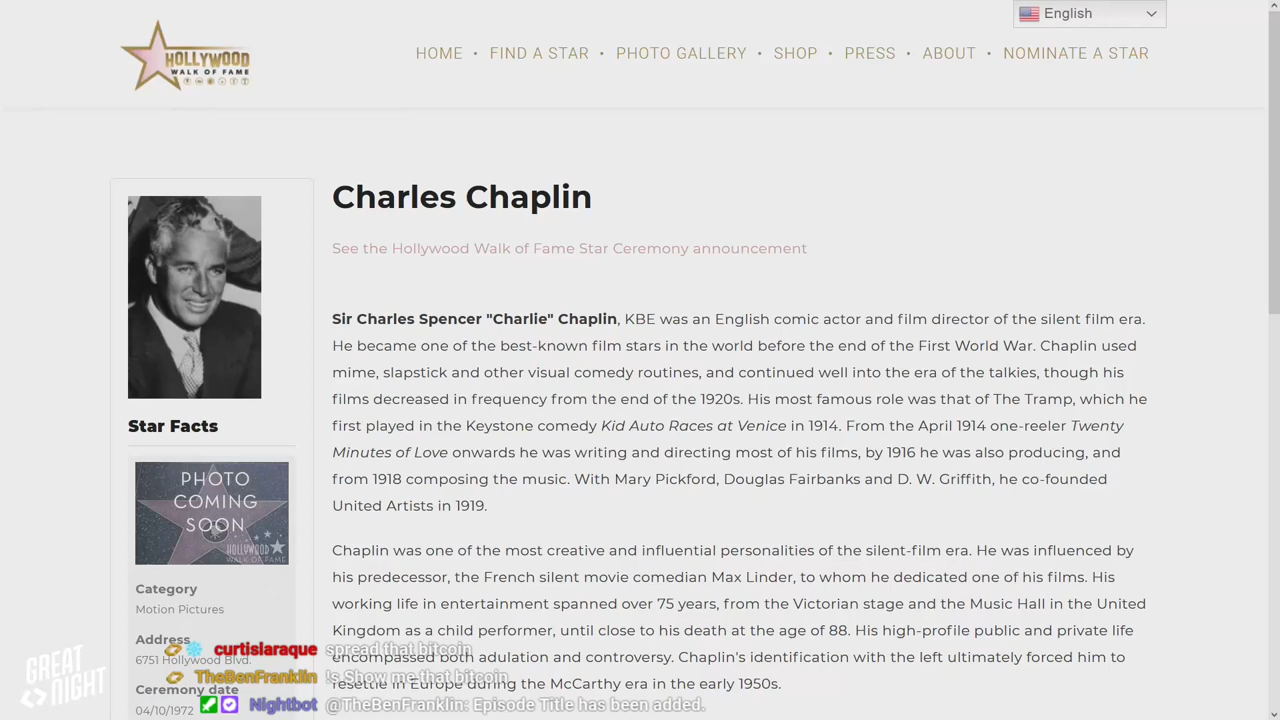 English
HOLLYWOOD
WALK OF FAME
HOME • FIND A STAR • PHOTO GALLERY • SHOP • PRESS • ABOUT • NOMINATE A STAR
Charles Chaplin
See the Hollywood Walk of Fame Star Ceremony announcement
Sir Charles Spencer "Charlie" Chaplin, KBE was an English comic actor and film director of the silent film era.
He became one of the best-known film stars in the world before the end of the First World War. Chaplin used
mime, slapstick and other visual comedy routines, and continued well into the era of the talkies, though his
films decreased in frequency from the end of the 1920s. His most famous role was that of The Tramp, which he
first played in the Keystone comedy Kid Auto Races at Venice in 1914. From the April 1914 one-reeler Twenty
Minutes of Love onwards he was writing and directing most of his films, by 1916 he was also producing, and
from 1918 composing the music. With Mary Pickford, Douglas Fairbanks and D. W. Griffith, he co-founded
United Artists in 1919.
Chaplin was one of the most creative and influential personalities of the silent-film era. He was influenced by
his predecessor, the French silent movie comedian Max Linder, to whom he dedicated one of his films. His
working life in entertainment spanned over 75 years, from the Victorian stage and the Music Hall in the United
Kingdom as a child performer, until close to his death at the age of 88. His high-profile public and private life
encompassed both adulation and controversy. Chaplin's identification with the left ultimately forced him to
resettle in Europe during the McCarthy era in the early 1950s.
Star Facts
PHOTO
COMING
SOON
HOLLYWOOD
WALK OF FAME
Category
Motion Pictures
Address
6751 Hollywood Blvd.
Ceremony date
04/10/1972
curtislaraque spread that bitcoin
TheBenFranklin !s Show me that bitcoin
Nightbot @TheBenFranklin: Episode Title has been added.
GREAT
NIGHT